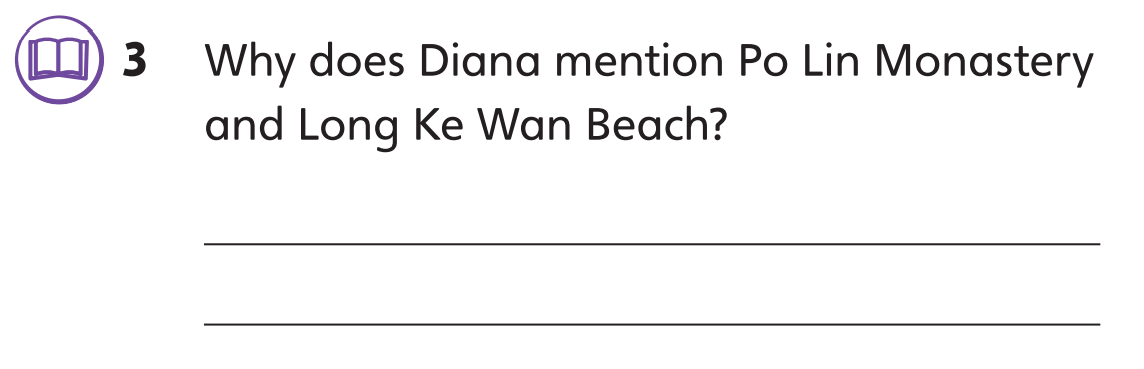 3 Why does Diana mention Po Lin Monastery
and Long Ke Wan Beach?